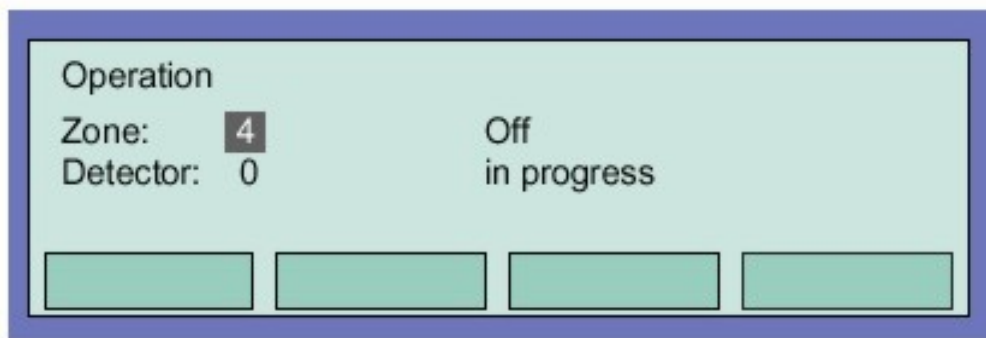 Operation
Zone: 4 Off
Detector: 0 in progress